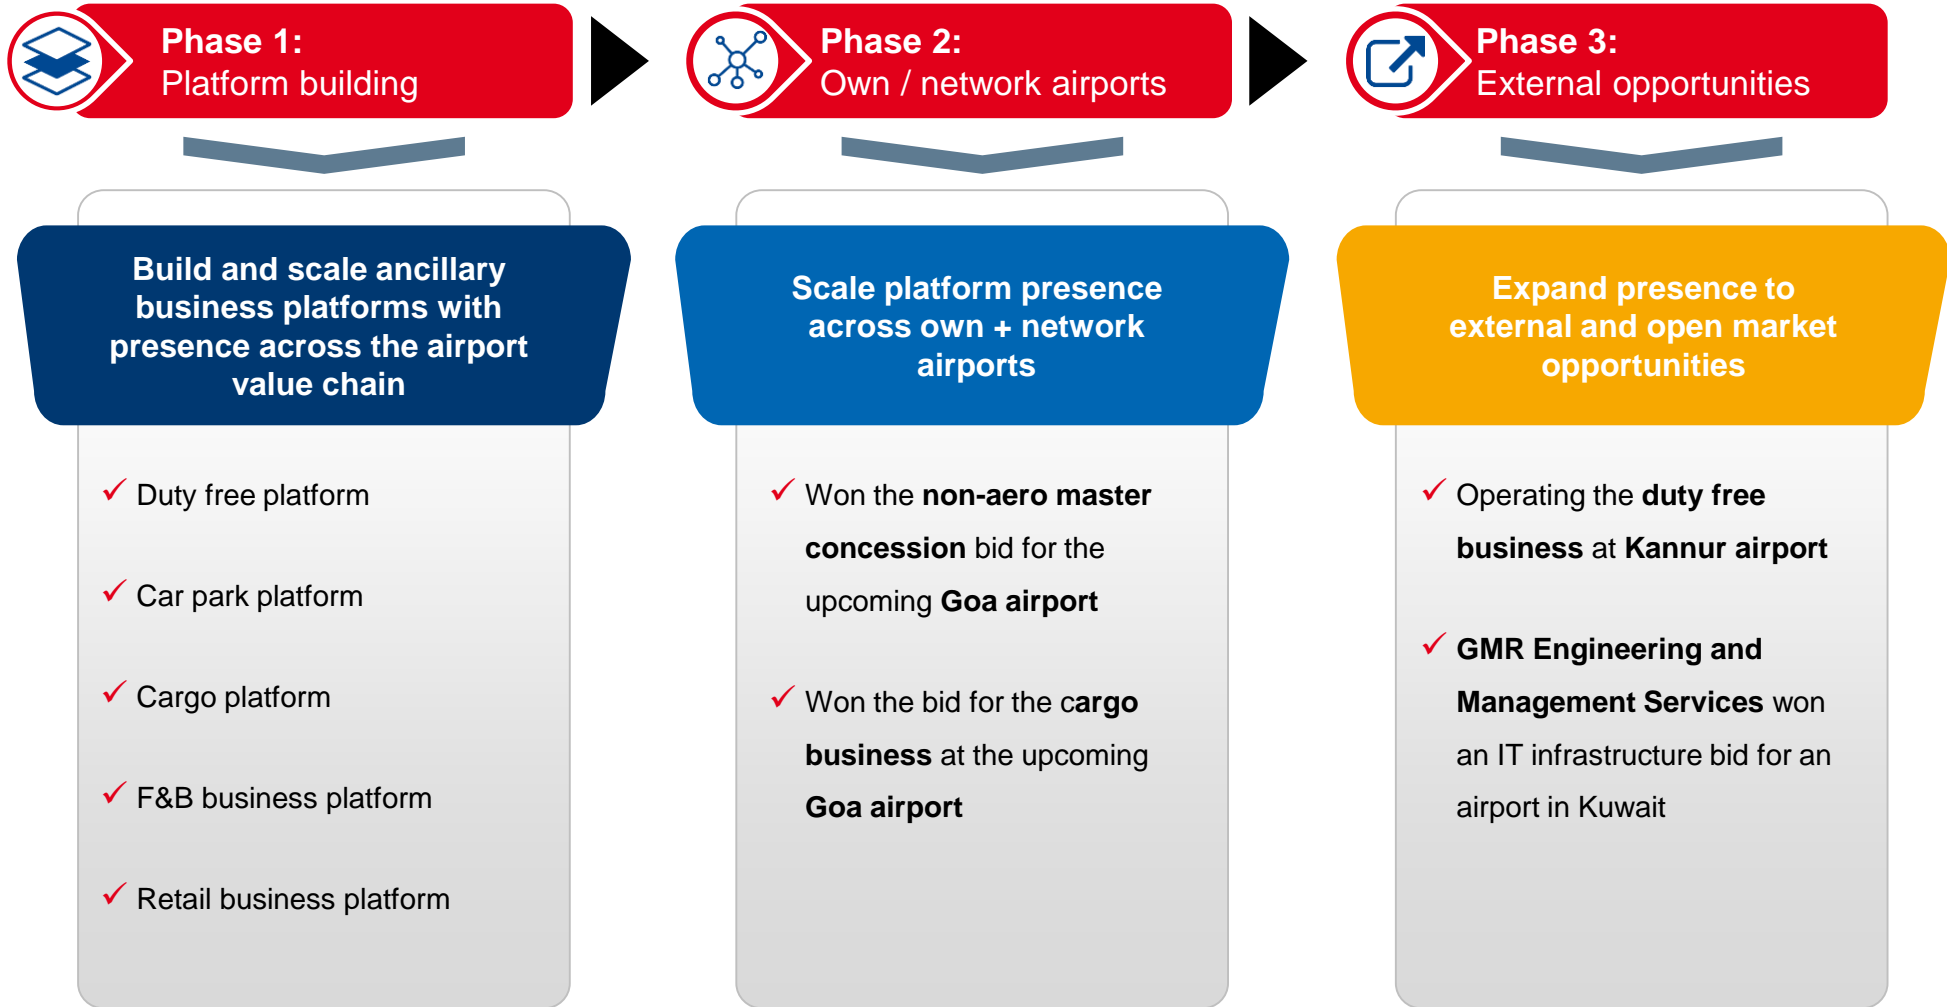 Phase 1:
Platform building
Phase 2:
Own / network airports
Phase 3:
External opportunities
Build and scale ancillary
business platforms with
presence across the airport
value chain
Duty free platform
Car park platform
Cargo platform
F&B business platform
Retail business platform
Scale platform presence
across own + network
airports
Won the non-aero master
concession bid for the
upcoming Goa airport
Won the bid for the cargo
business at the upcoming
Goa airport
Expand presence to
external and open market
opportunities
Operating the duty free
business at Kannur airport
GMR Engineering and
Management Services won
an IT infrastructure bid for an
airport in Kuwait